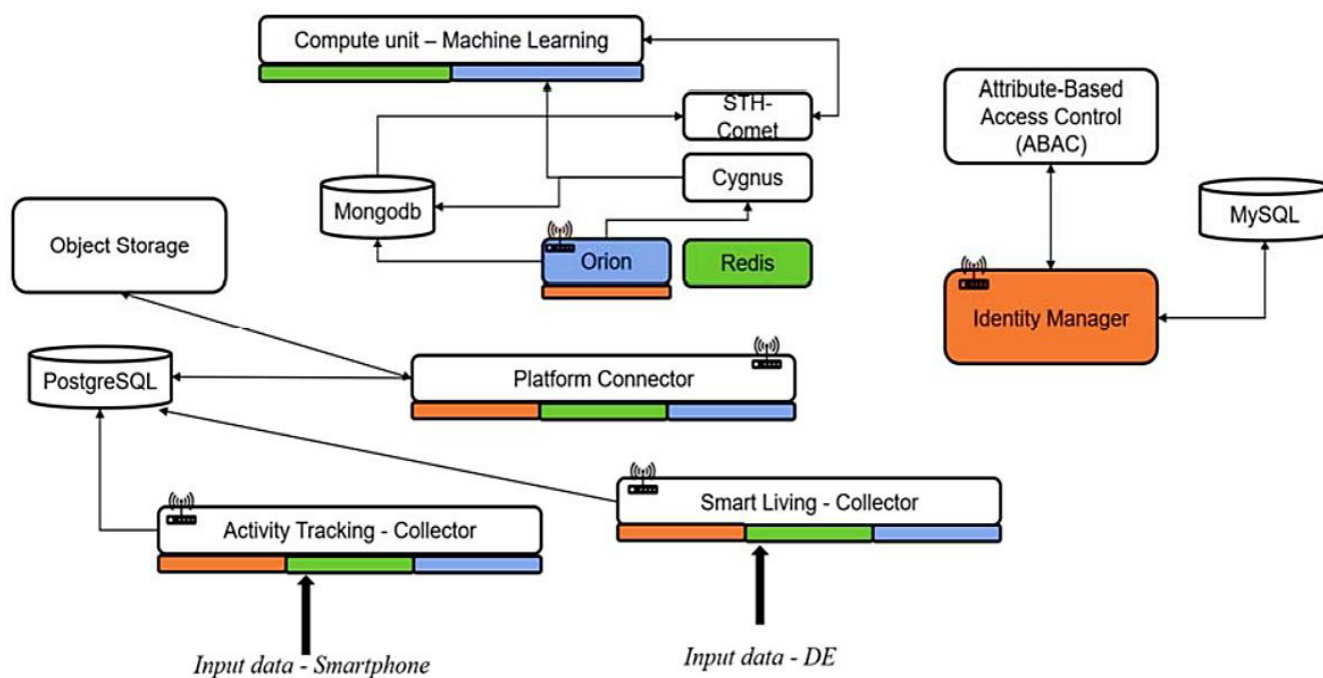 Compute unit – Machine Learning
STH-
Comet
Attribute-Based
Access Control
(ABAC)
Cygnus
Mongodb
MySQL
Object Storage
Orion
Redis
Identity Manager
PostgreSQL
Platform Connector
Smart Living - Collector
Activity Tracking - Collector
Input data - Smartphone
Input data - DE